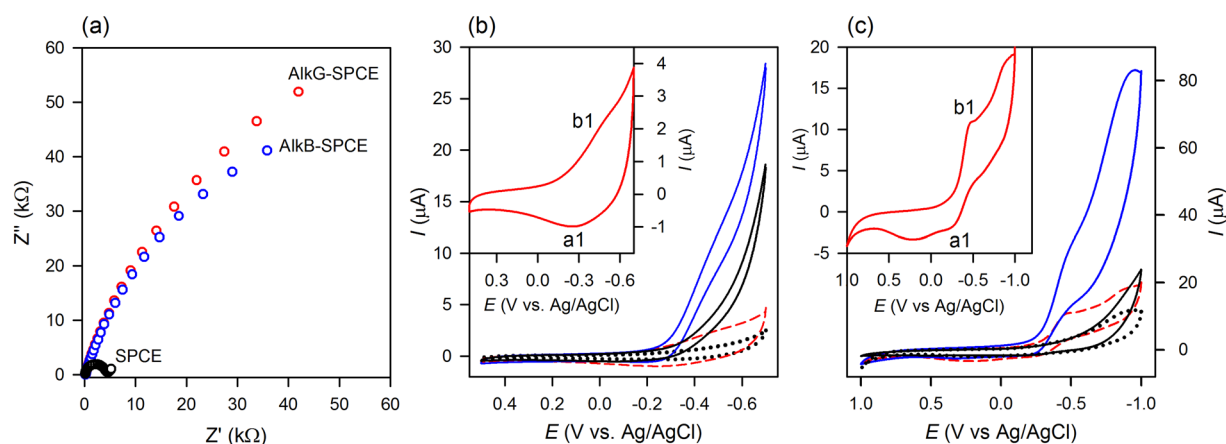 (a)
60
50
40
30
20
10
0
Z'' (kΩ)
AlkG-SPCE
AlkB-SPCE
SPCE
0 10 20 30 40 50 60
Z' (kΩ)
(b)
30
25
20
15
10
5
0
I (µA)
b1
a1
4
3
2
1
0
-1
I (µA)
0.3 0.0 -0.3 -0.6
E (V vs. Ag/AgCl)
0.4 0.2 0.0 -0.2 -0.4 -0.6
E (V vs. Ag/AgCl)
(c)
20
15
10
5
0
-5
I (µA)
b1
a1
1.0 0.5 0.0 -0.5 -1.0
E (V vs. Ag/AgCl)
80
60
40
20
0
I (µA)
1.0 0.5 0.0 -0.5 -1.0
E (V vs. Ag/AgCl)